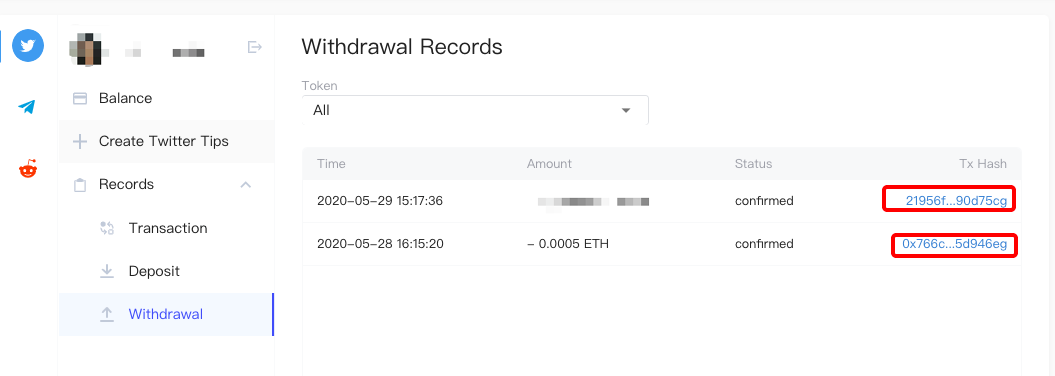 Withdrawal Records
Balance
Create Twitter Tips
Records
Transaction
Deposit
Withdrawal
Token
All
Time Amount Status Tx Hash
2020-05-29 15:17:36 confirmed 21956f...90d75cg
2020-05-28 16:15:20 – 0.0005 ETH confirmed 0x766c...5d946eg